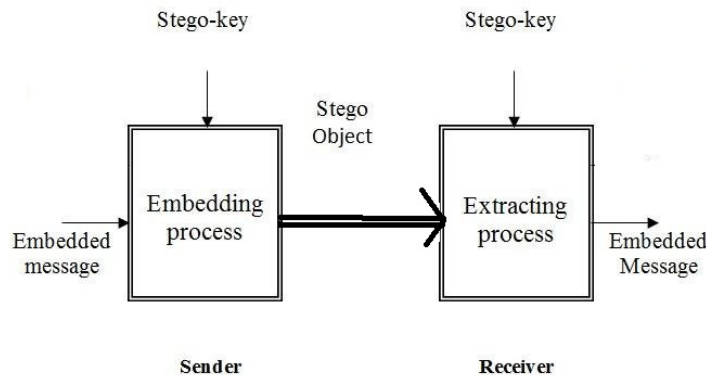 Stego-key
Stego-key
Stego
Object
Embedding
process
Extracting
process
Embedded
message
Embedded
Message
Sender
Receiver